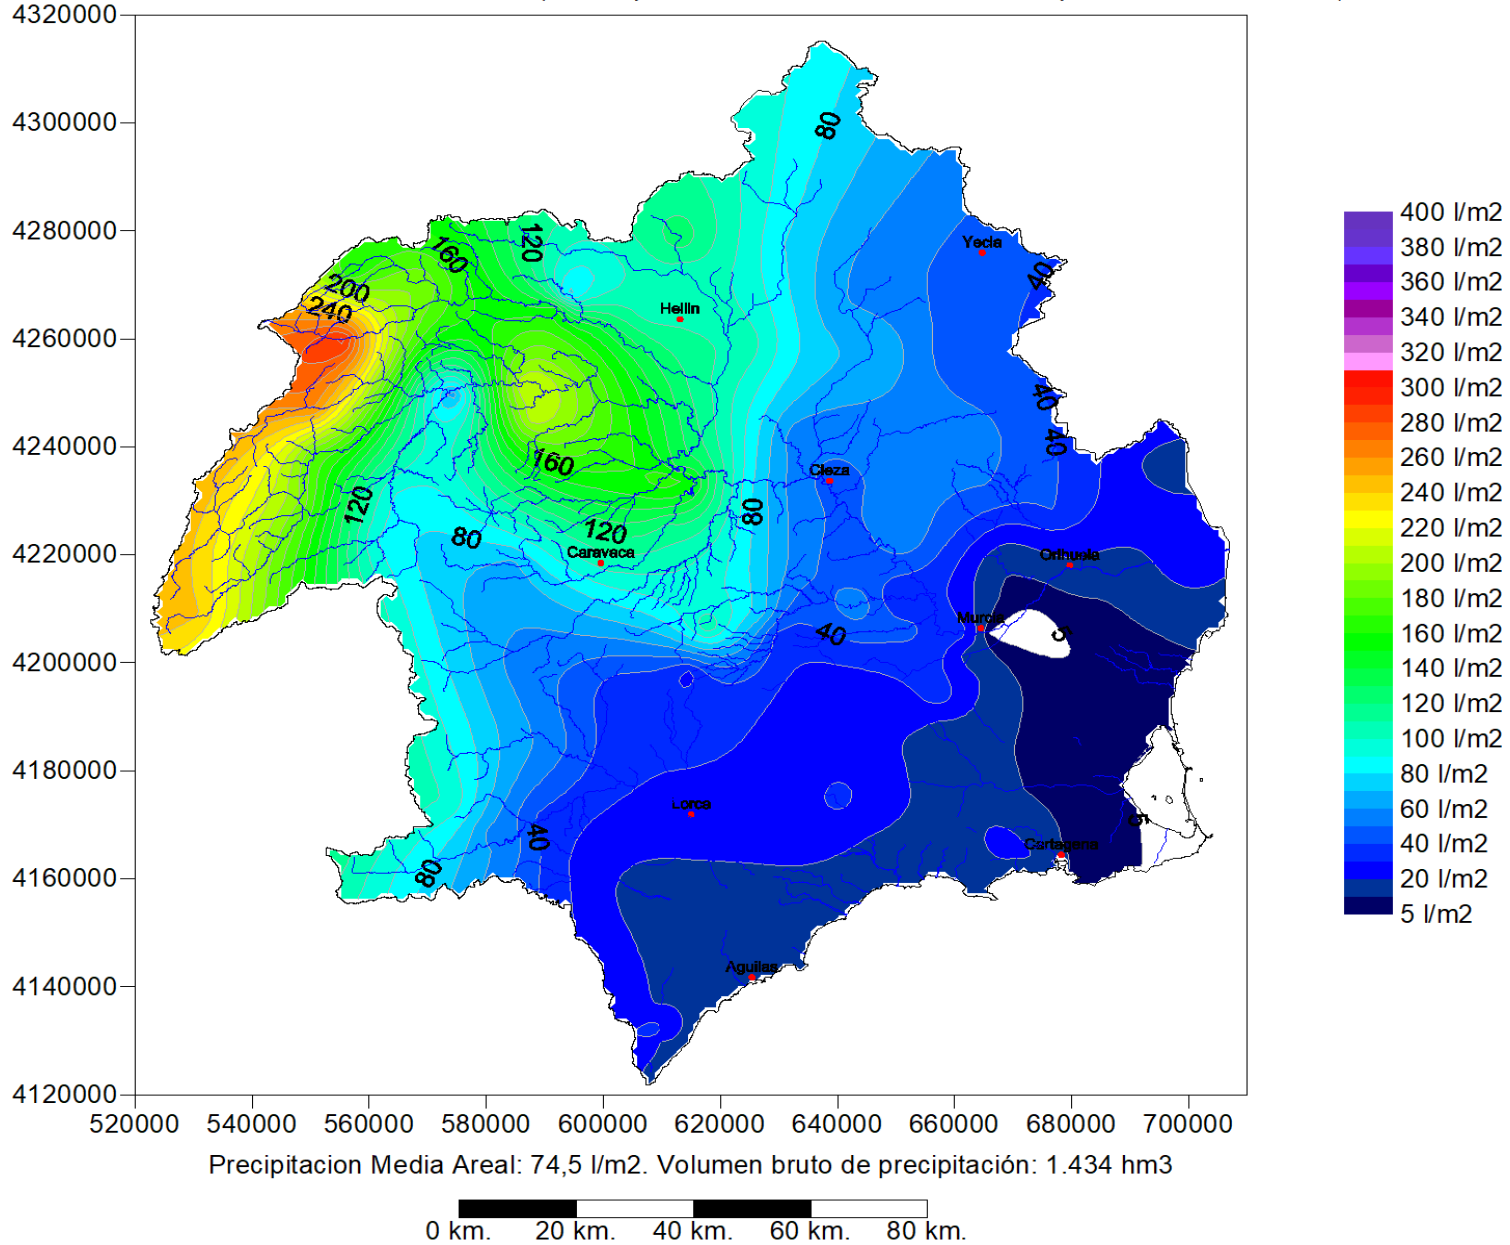 4320000
4300000
4280000
4260000
4240000
4220000
4200000
4180000
4160000
4140000
4120000
520000 540000 560000 580000 600000 620000 640000 660000 680000 700000
80
120
160
200
240
Yecla
40
Hellin
40
40
160
Cieza
120
80
80
120
Caravaca
Orihuela
Murcia
5
40
Lorca
40
5
Cartagena
80
Aguilas
400 l/m2
380 l/m2
360 l/m2
340 l/m2
320 l/m2
300 l/m2
280 l/m2
260 l/m2
240 l/m2
220 l/m2
200 l/m2
180 l/m2
160 l/m2
140 l/m2
120 l/m2
100 l/m2
80 l/m2
60 l/m2
40 l/m2
20 l/m2
5 l/m2
Precipitacion Media Areal: 74,5 l/m2. Volumen bruto de precipitación: 1.434 hm3
0 km. 20 km. 40 km. 60 km. 80 km.